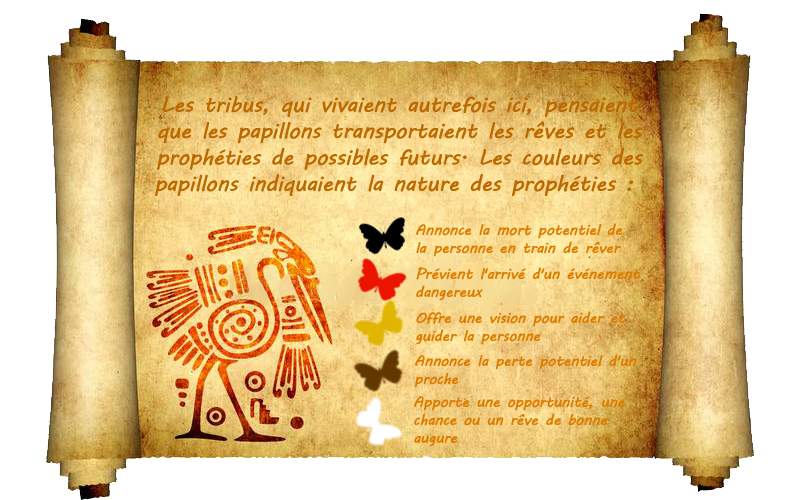 Les tribus, qui vivaient autrefois ici, pensaient
que les papillons transportaient les rêves et les
prophéties de possibles futurs. Les couleurs des
papillons indiquaient la nature des prophéties :
Annonce la mort potentiel de
la personne en train de rêver
Prévient l'arrivé d'un événement
dangereux
Offre une vision pour aider et
guider la personne
Annonce la perte potentiel d'un
proche
Apporte une opportunité, une
chance ou un rêve de bonne
augure